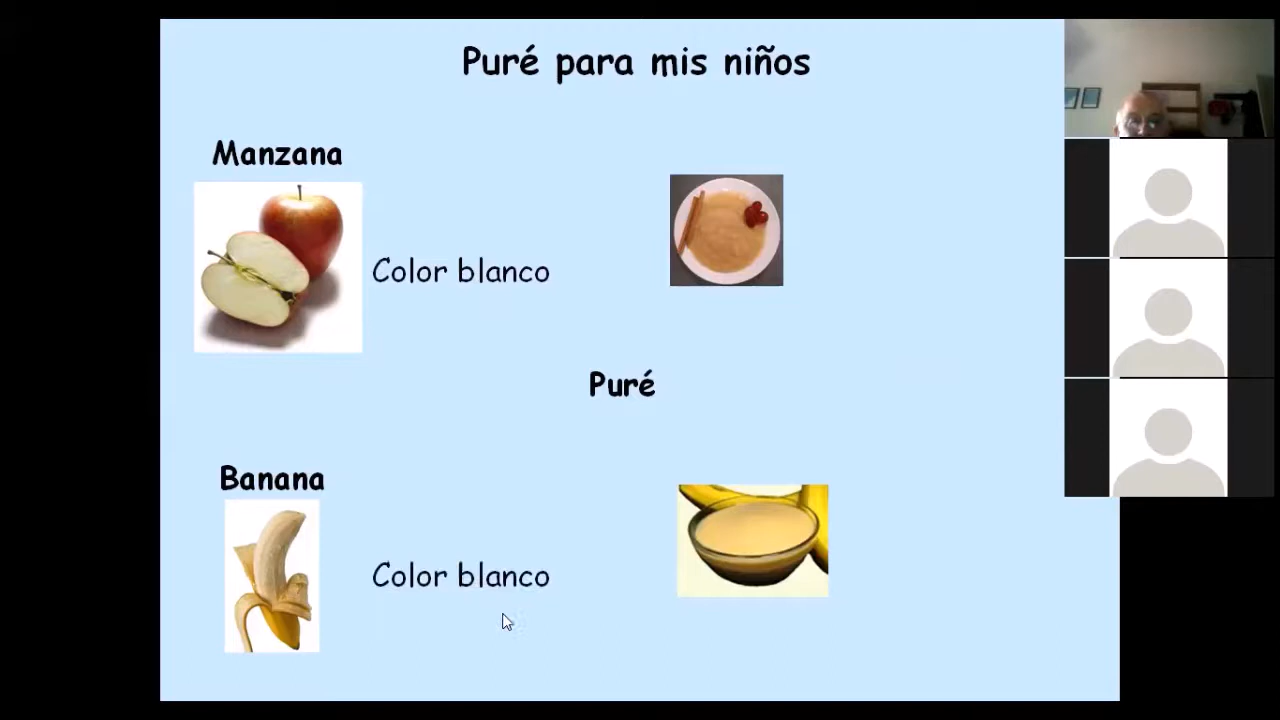 Puré para mis niños
Manzana
Color blanco
Puré
Banana
Color blanco